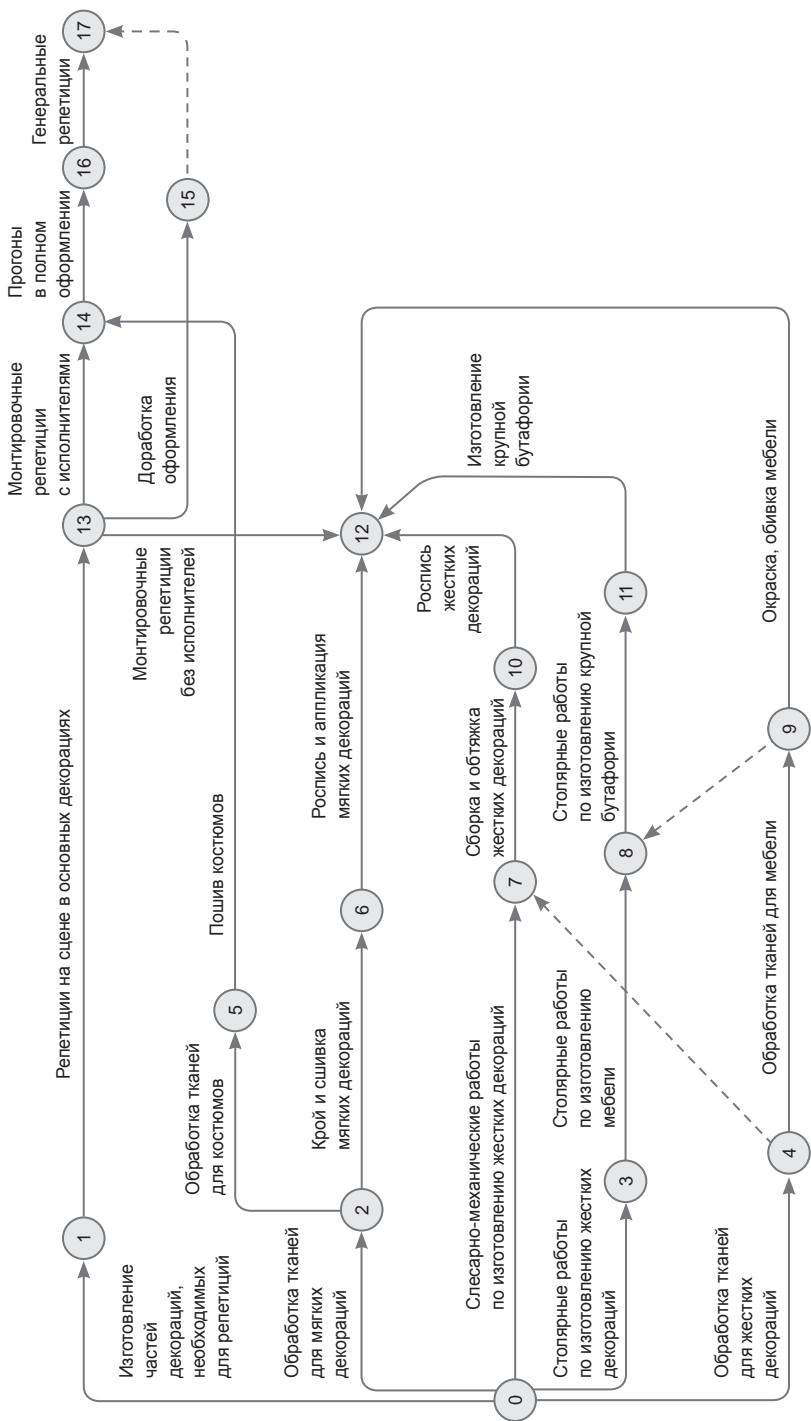 Изготовление
частей
декораций,
необходимых
для репетиций
1
Репетиции на сцене в основных декорациях
13
Монтировочные
репетиции
с исполнителями
14
Прогоны
в полном
оформлении
16
Генеральные
репетиции
17
Доработка
оформления
15
Монтировочные
репетиции
без исполнителей
Обработка тканей
для костюмов
5
Пошив костюмов
Обработка тканей
для мягких
декораций
2
Крой и сшивка
мягких декораций
6
Роспись и аппликация
мягких декораций
12
0
Слесарно-механические работы
по изготовлению жестких декораций
7
Сборка и обтяжка
жестких декораций
10
Роспись
жестких
декораций
Столярные работы
по изготовлению жестких
декораций
3
Столярные работы
по изготовлению
мебели
8
Столярные работы
по изготовлению крупной
бутафории
11
Изготовление
крупной
бутафории
Обработка тканей
для жестких
декораций
4
Обработка тканей для мебели
9
Окраска, обивка мебели